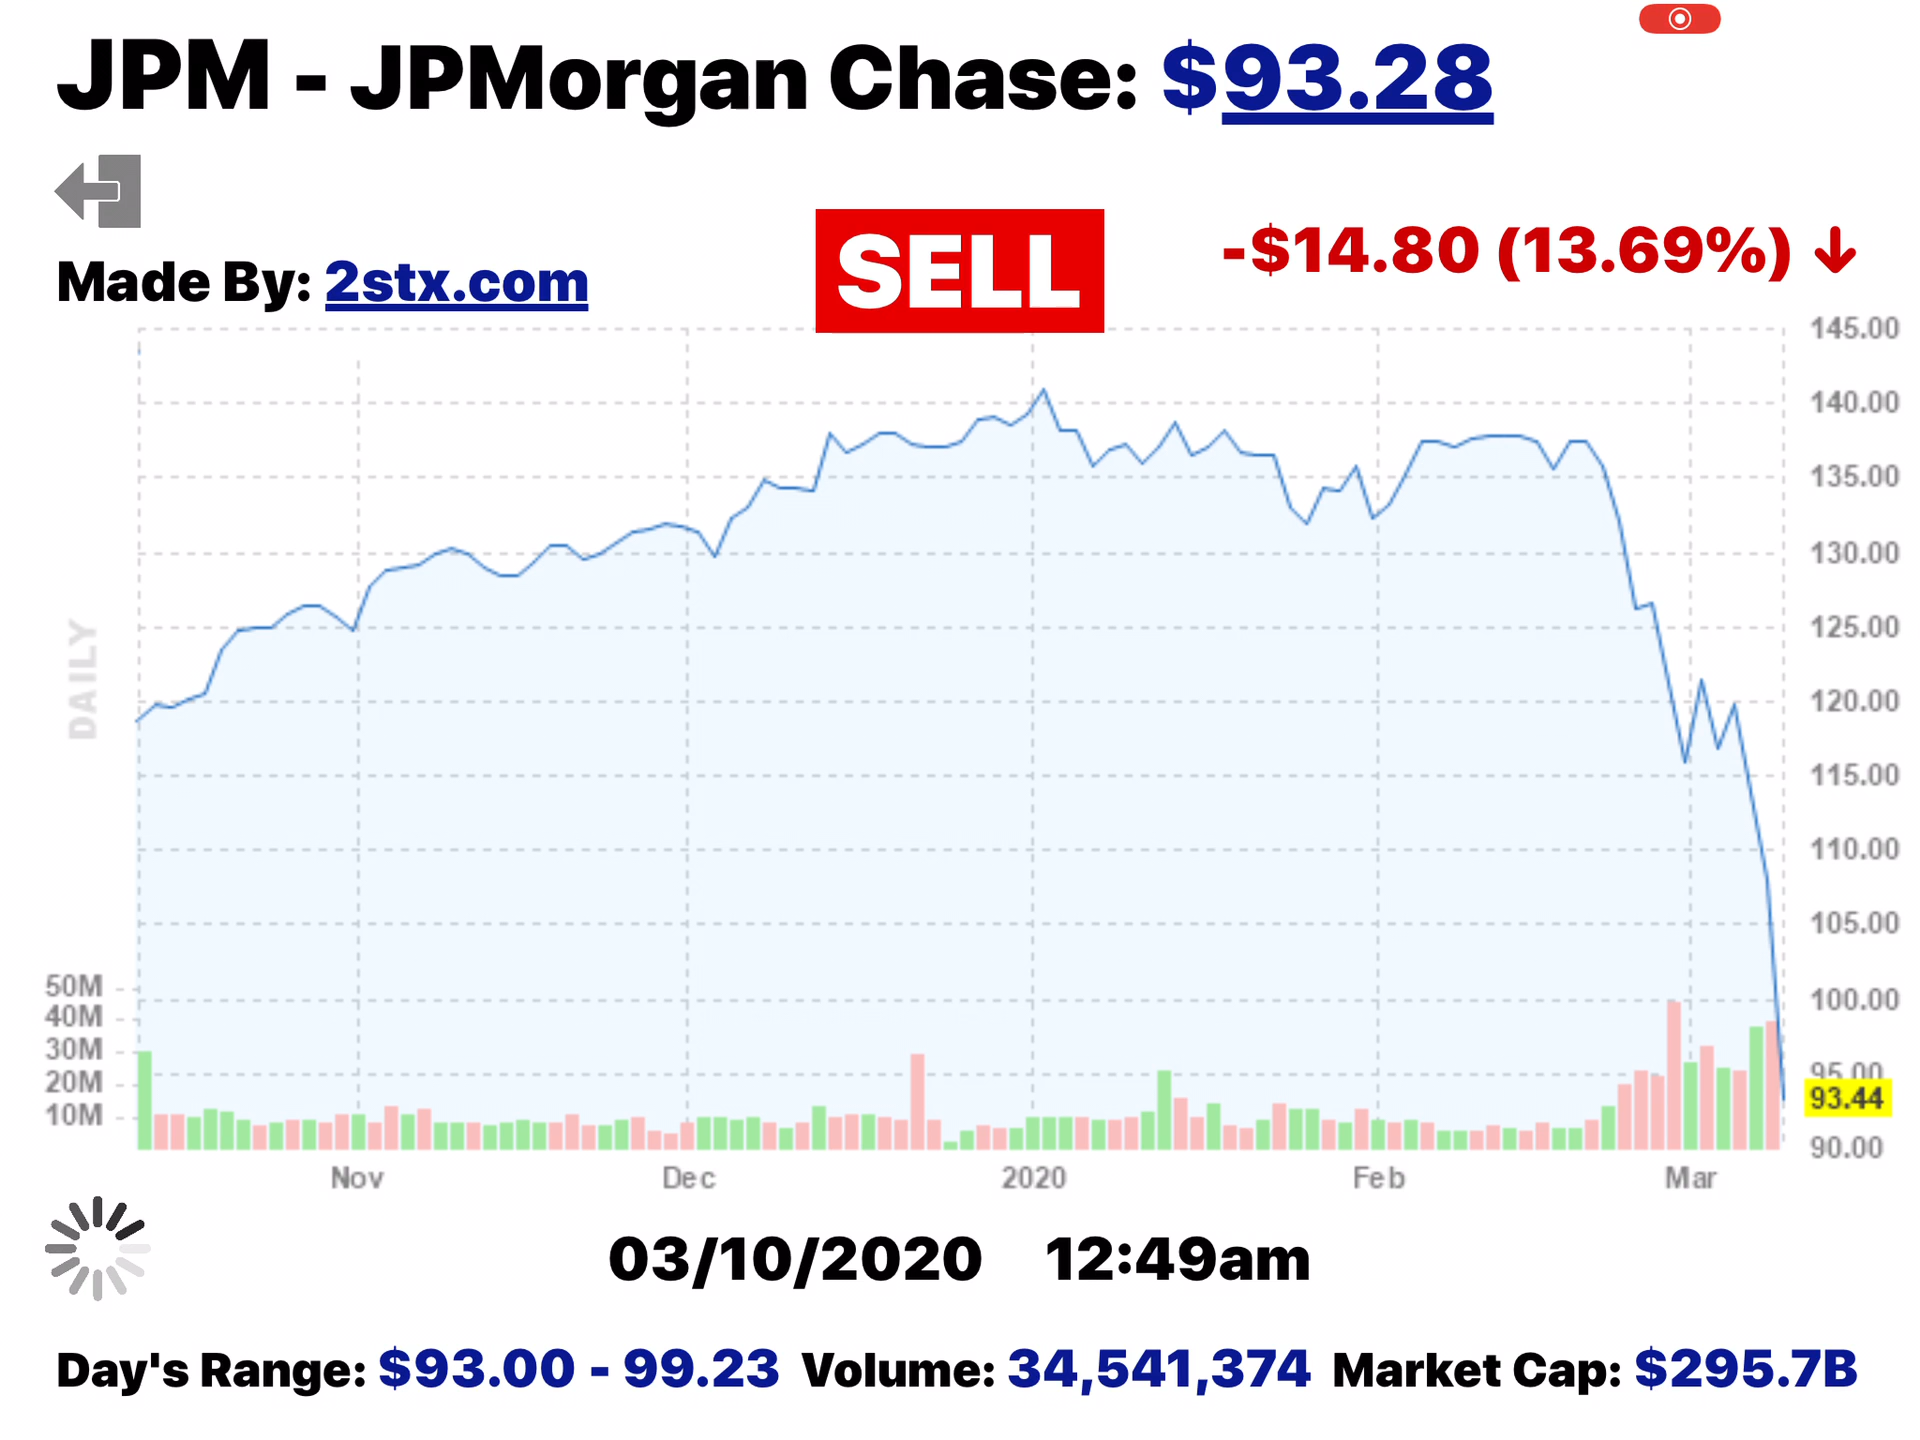 JPM - JPMorgan Chase: $93.28
Made By: 2stx.com
SELL
-$14.80 (13.69%) ↓
145.00
140.00
135.00
130.00
125.00
120.00
115.00
110.00
105.00
100.00
95.00
93.44
90.00
DAILY
50M
40M
30M
20M
10M
Nov Dec 2020 Feb Mar
03/10/2020 12:49am
Day's Range: $93.00 - 99.23 Volume: 34,541,374 Market Cap: $295.7B